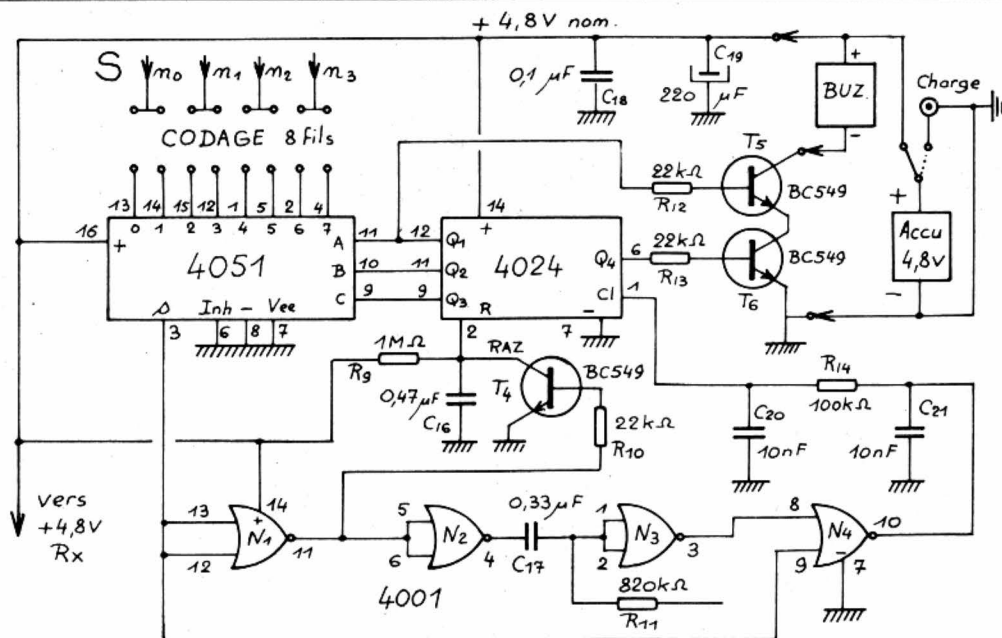 + 4,8V nom.
S n0 n1 n2 n3
CODAGE 8 fils
0,1 µF
C18
C19
220 µF
+
BUZ.
-
Charge
13 14 15 12 1 5 2 4
0 1 2 3 4 5 6 7
16 +
4051
A 11
B 10
C 9
s Inh - Vee
3 6 8 7
14
+
12 Q1
11 Q2
9 Q3
4024
Q4 6
Cl 1
R -
2 7
22kΩ
R12
T5
BC549
22kΩ
R13
BC549
T6
+
Accu
4,8V
-
1MΩ
R9
RAZ
0,47µF
C16
T4
BC549
22kΩ
R10
R14
100kΩ
C20
10nF
C21
10nF
vers
+4,8V
Rx
13
12
14
+
N1
11
5
6
N2
4
0,33µF
C17
1
2
N3
3
8
9
N4
-
10
7
4001
820kΩ
R11